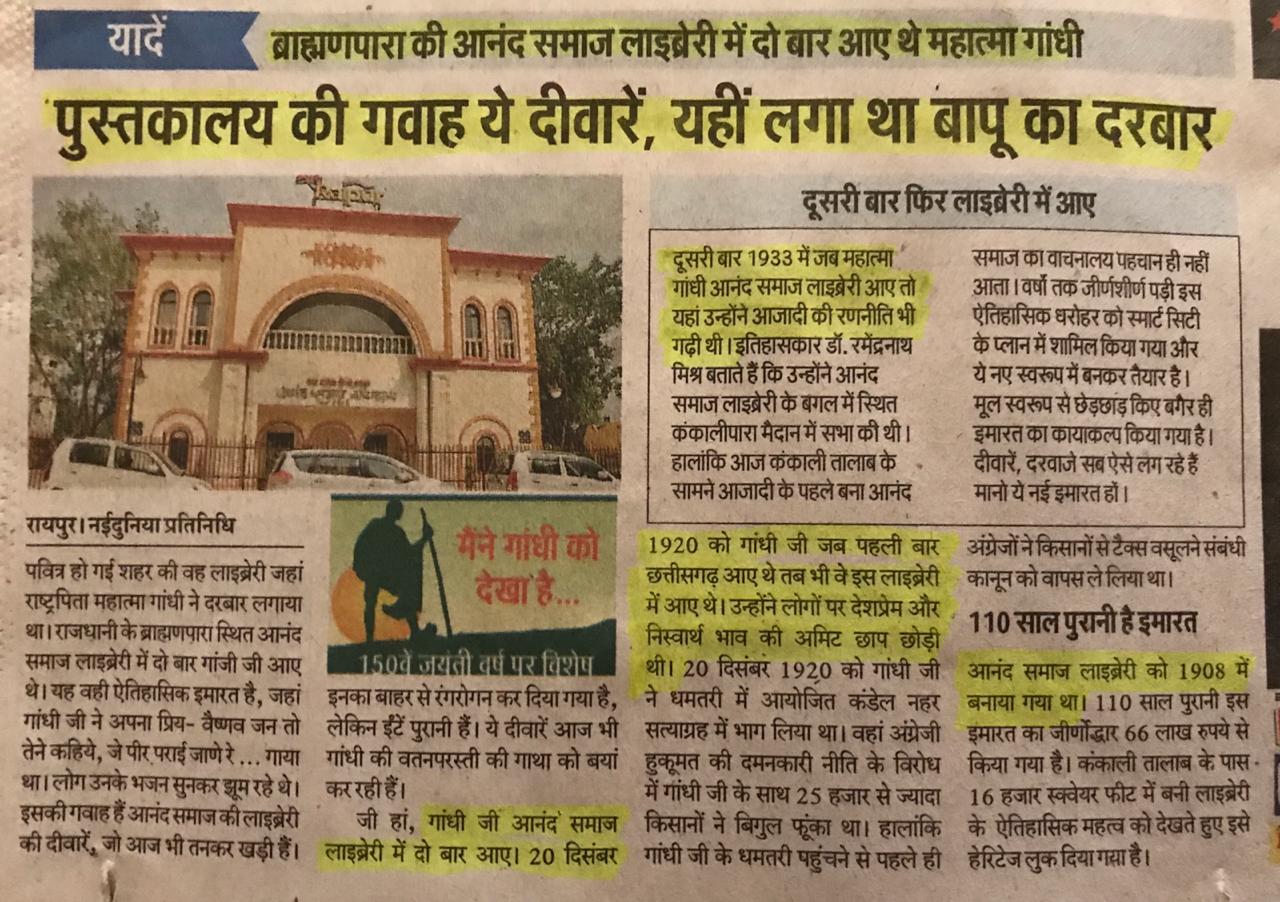 यादें
ब्राह्मणपारा की आनंद समाज लाइब्रेरी में दो बार आए थे महात्मा गांधी
पुस्तकालय की गवाह ये दीवारें, यहीं लगा था बापू का दरबार
रायपुर। नईदुनिया प्रतिनिधि
पवित्र हो गई शहर की वह लाइब्रेरी जहां
राष्ट्रपिता महात्मा गांधी ने दरबार लगाया
था। राजधानी के ब्राह्मणपारा स्थित आनंद
समाज लाइब्रेरी में दो बार गांजी जी आए
थे। यह वही ऐतिहासिक इमारत है, जहां
गांधी जी ने अपना प्रिय- वैष्णव जन तो
तेने कहिये, जे पीर पराई जाणे रे ... गाया
था। लोग उनके भजन सुनकर झूम रहे थे।
इसकी गवाह हैं आनंद समाज की लाइब्रेरी
की दीवारें, जो आज भी तनकर खड़ी हैं।
मैंने गांधी को
देखा है...
150वें जयंती वर्ष पर विशेष
इनका बाहर से रंगरोगन कर दिया गया है,
लेकिन ईंटें पुरानी हैं। ये दीवारें आज भी
गांधी की वतनपरस्ती की गाथा को बयां
कर रही हैं।
जी हां, गांधी जी आनंद समाज
लाइब्रेरी में दो बार आए। 20 दिसंबर
1920 को गांधी जी जब पहली बार
छत्तीसगढ़ आए थे तब भी वे इस लाइब्रेरी
में आए थे। उन्होंने लोगों पर देशप्रेम और
निस्वार्थ भाव की अमिट छाप छोड़ी
थी। 20 दिसंबर 1920 को गांधी जी
ने धमतरी में आयोजित कंडेल नहर
सत्याग्रह में भाग लिया था। वहां अंग्रेजी
हुकूमत की दमनकारी नीति के विरोध
में गांधी जी के साथ 25 हजार से ज्यादा
किसानों ने बिगुल फूंका था। हालांकि
गांधी जी के धमतरी पहुंचने से पहले ही
अंग्रेजों ने किसानों से टैक्स वसूलने संबंधी
कानून को वापस ले लिया था।
110 साल पुरानी है इमारत
आनंद समाज लाइब्रेरी को 1908 में
बनाया गया था। 110 साल पुरानी इस
इमारत का जीर्णोद्धार 66 लाख रुपये से
किया गया है। कंकाली तालाब के पास
16 हजार स्क्वेयर फीट में बनी लाइब्रेरी
के ऐतिहासिक महत्व को देखते हुए इसे
हेरिटेज लुक दिया गया है।
दूसरी बार फिर लाइब्रेरी में आए
दूसरी बार 1933 में जब महात्मा
गांधी आनंद समाज लाइब्रेरी आए तो
यहां उन्होंने आजादी की रणनीति भी
गढ़ी थी। इतिहासकार डॉ. रमेंद्रनाथ
मिश्र बताते हैं कि उन्होंने आनंद
समाज लाइब्रेरी के बगल में स्थित
कंकालीपारा मैदान में सभा की थी।
हालांकि आज कंकाली तालाब के
सामने आजादी के पहले बना आनंद
समाज का वाचनालय पहचान ही नहीं
आता। वर्षों तक जीर्णशीर्ण पड़ी इस
ऐतिहासिक धरोहर को स्मार्ट सिटी
के प्लान में शामिल किया गया और
ये नए स्वरूप में बनकर तैयार है।
मूल स्वरूप से छेड़छाड़ किए बगैर ही
इमारत का कायाकल्प किया गया है।
दीवारें, दरवाजे सब ऐसे लग रहे हैं
मानो ये नई इमारत हों।